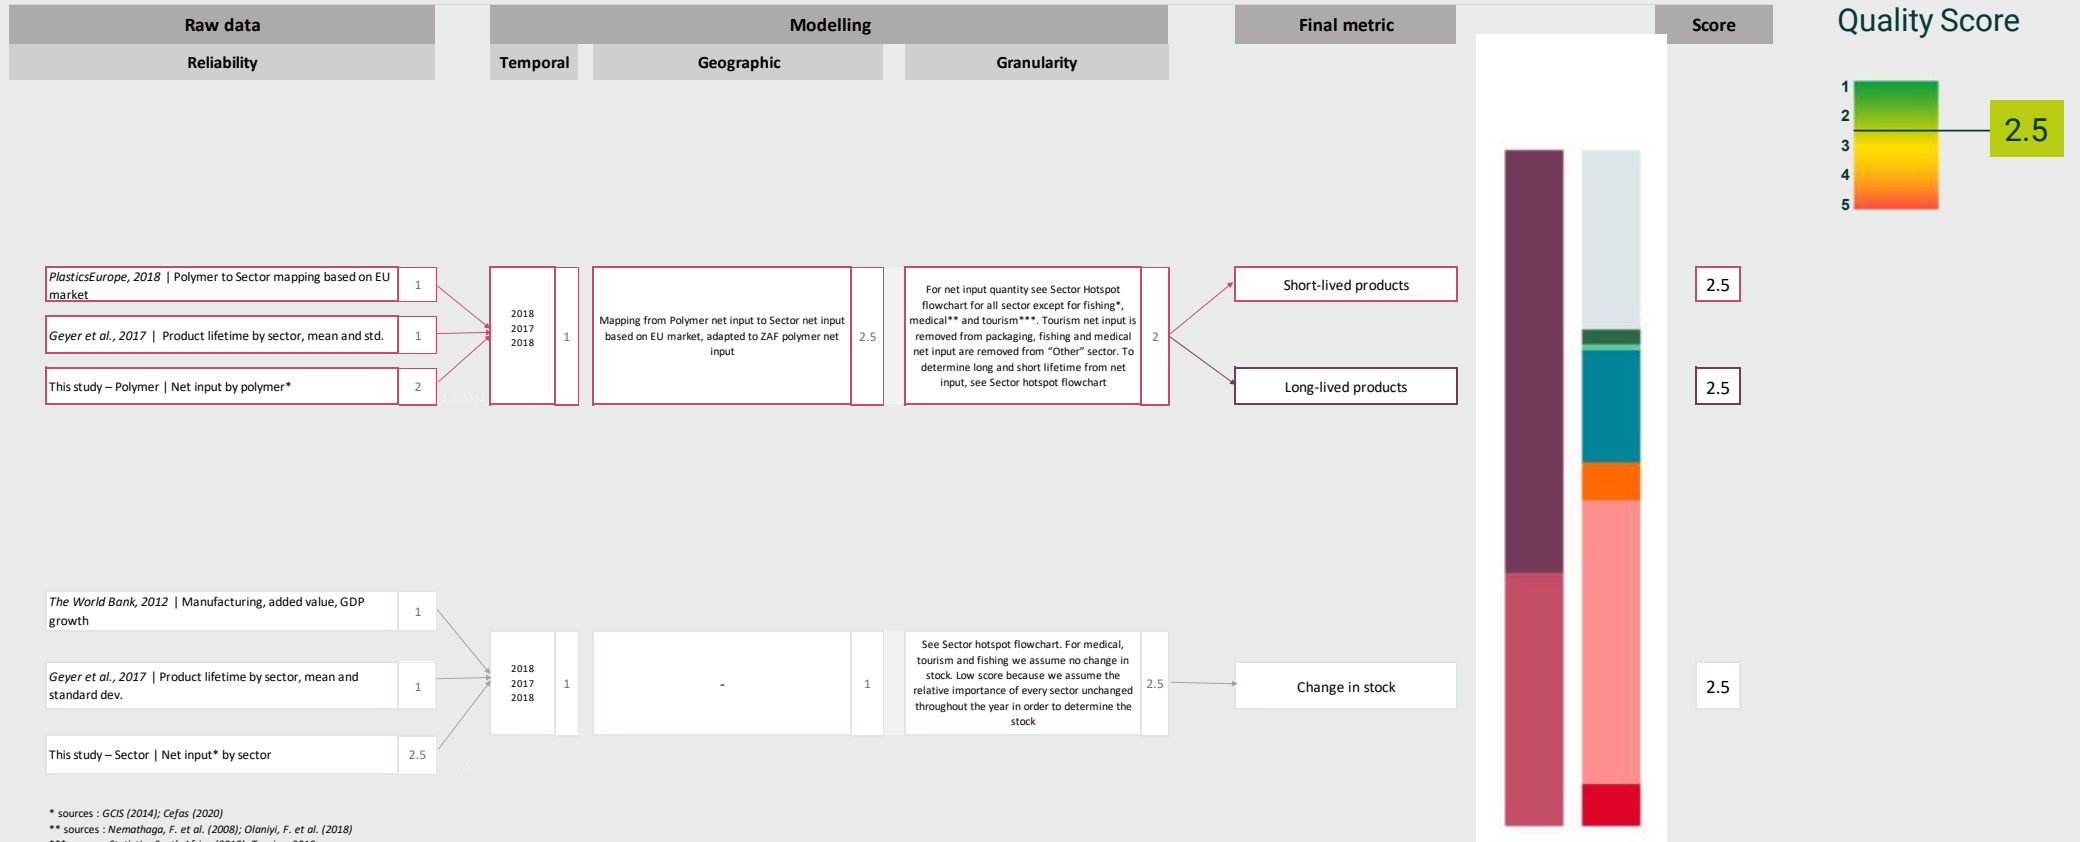 Raw data
Modelling
Final metric
Score
Quality Score
Reliability
Temporal
Geographic
Granularity
1
2
3
4
5
2.5
PlasticsEurope, 2018 | Polymer to Sector mapping based on EU
market
1
Geyer et al., 2017 | Product lifetime by sector, mean and std.
1
This study – Polymer | Net input by polymer*
2
2018
2017
2018
1
Mapping from Polymer net input to Sector net input
based on EU market, adapted to ZAF polymer net
input
2.5
For net input quantity see Sector Hotspot
flowchart for all sector except for fishing*,
medical** and tourism***. Tourism net input is
removed from packaging, fishing and medical
net input are removed from “Other” sector. To
determine long and short lifetime from net
input, see Sector hotspot flowchart
2
Short-lived products
2.5
Long-lived products
2.5
The World Bank, 2012 | Manufacturing, added value, GDP
growth
1
Geyer et al., 2017 | Product lifetime by sector, mean and
standard dev.
1
This study – Sector | Net input* by sector
2.5
2018
2017
2018
1
-
1
See Sector hotspot flowchart. For medical,
tourism and fishing we assume no change in
stock. Low score because we assume the
relative importance of every sector unchanged
throughout the year in order to determine the
stock
2.5
Change in stock
2.5
* sources : GCIS (2014); Cefas (2020)
** sources : Nemathaga, F. et al. (2008); Olaniyi, F. et al. (2018)